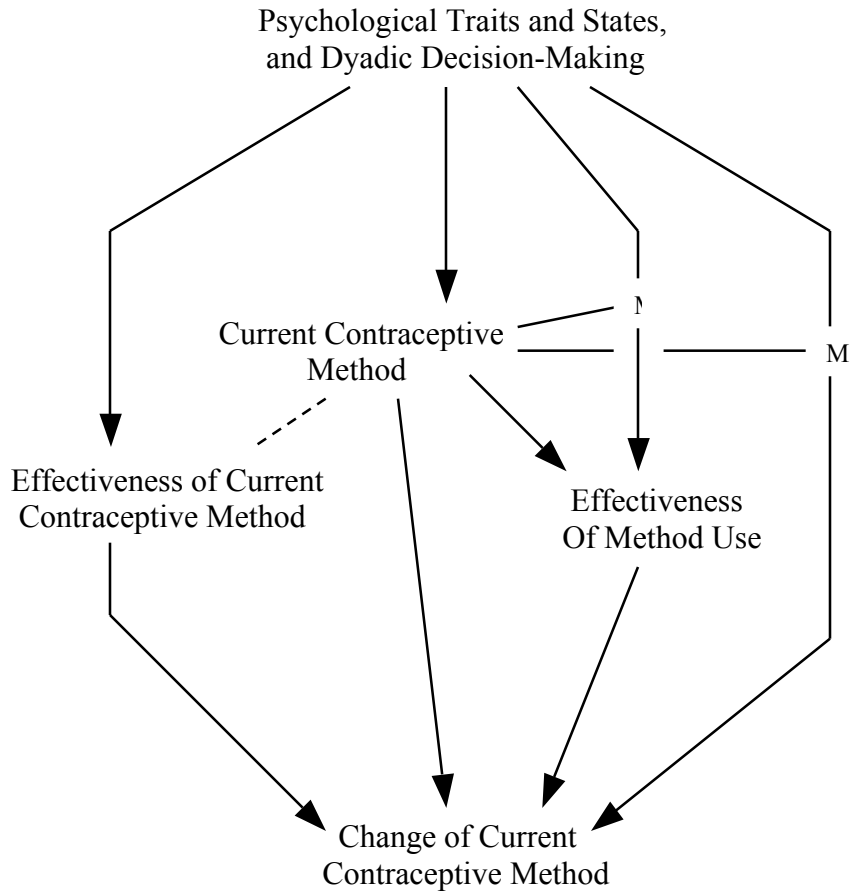 Psychological Traits and States,
and Dyadic Decision-Making
M
Current Contraceptive
Method
M
Effectiveness of Current
Contraceptive Method
Effectiveness
Of Method Use
Change of Current
Contraceptive Method